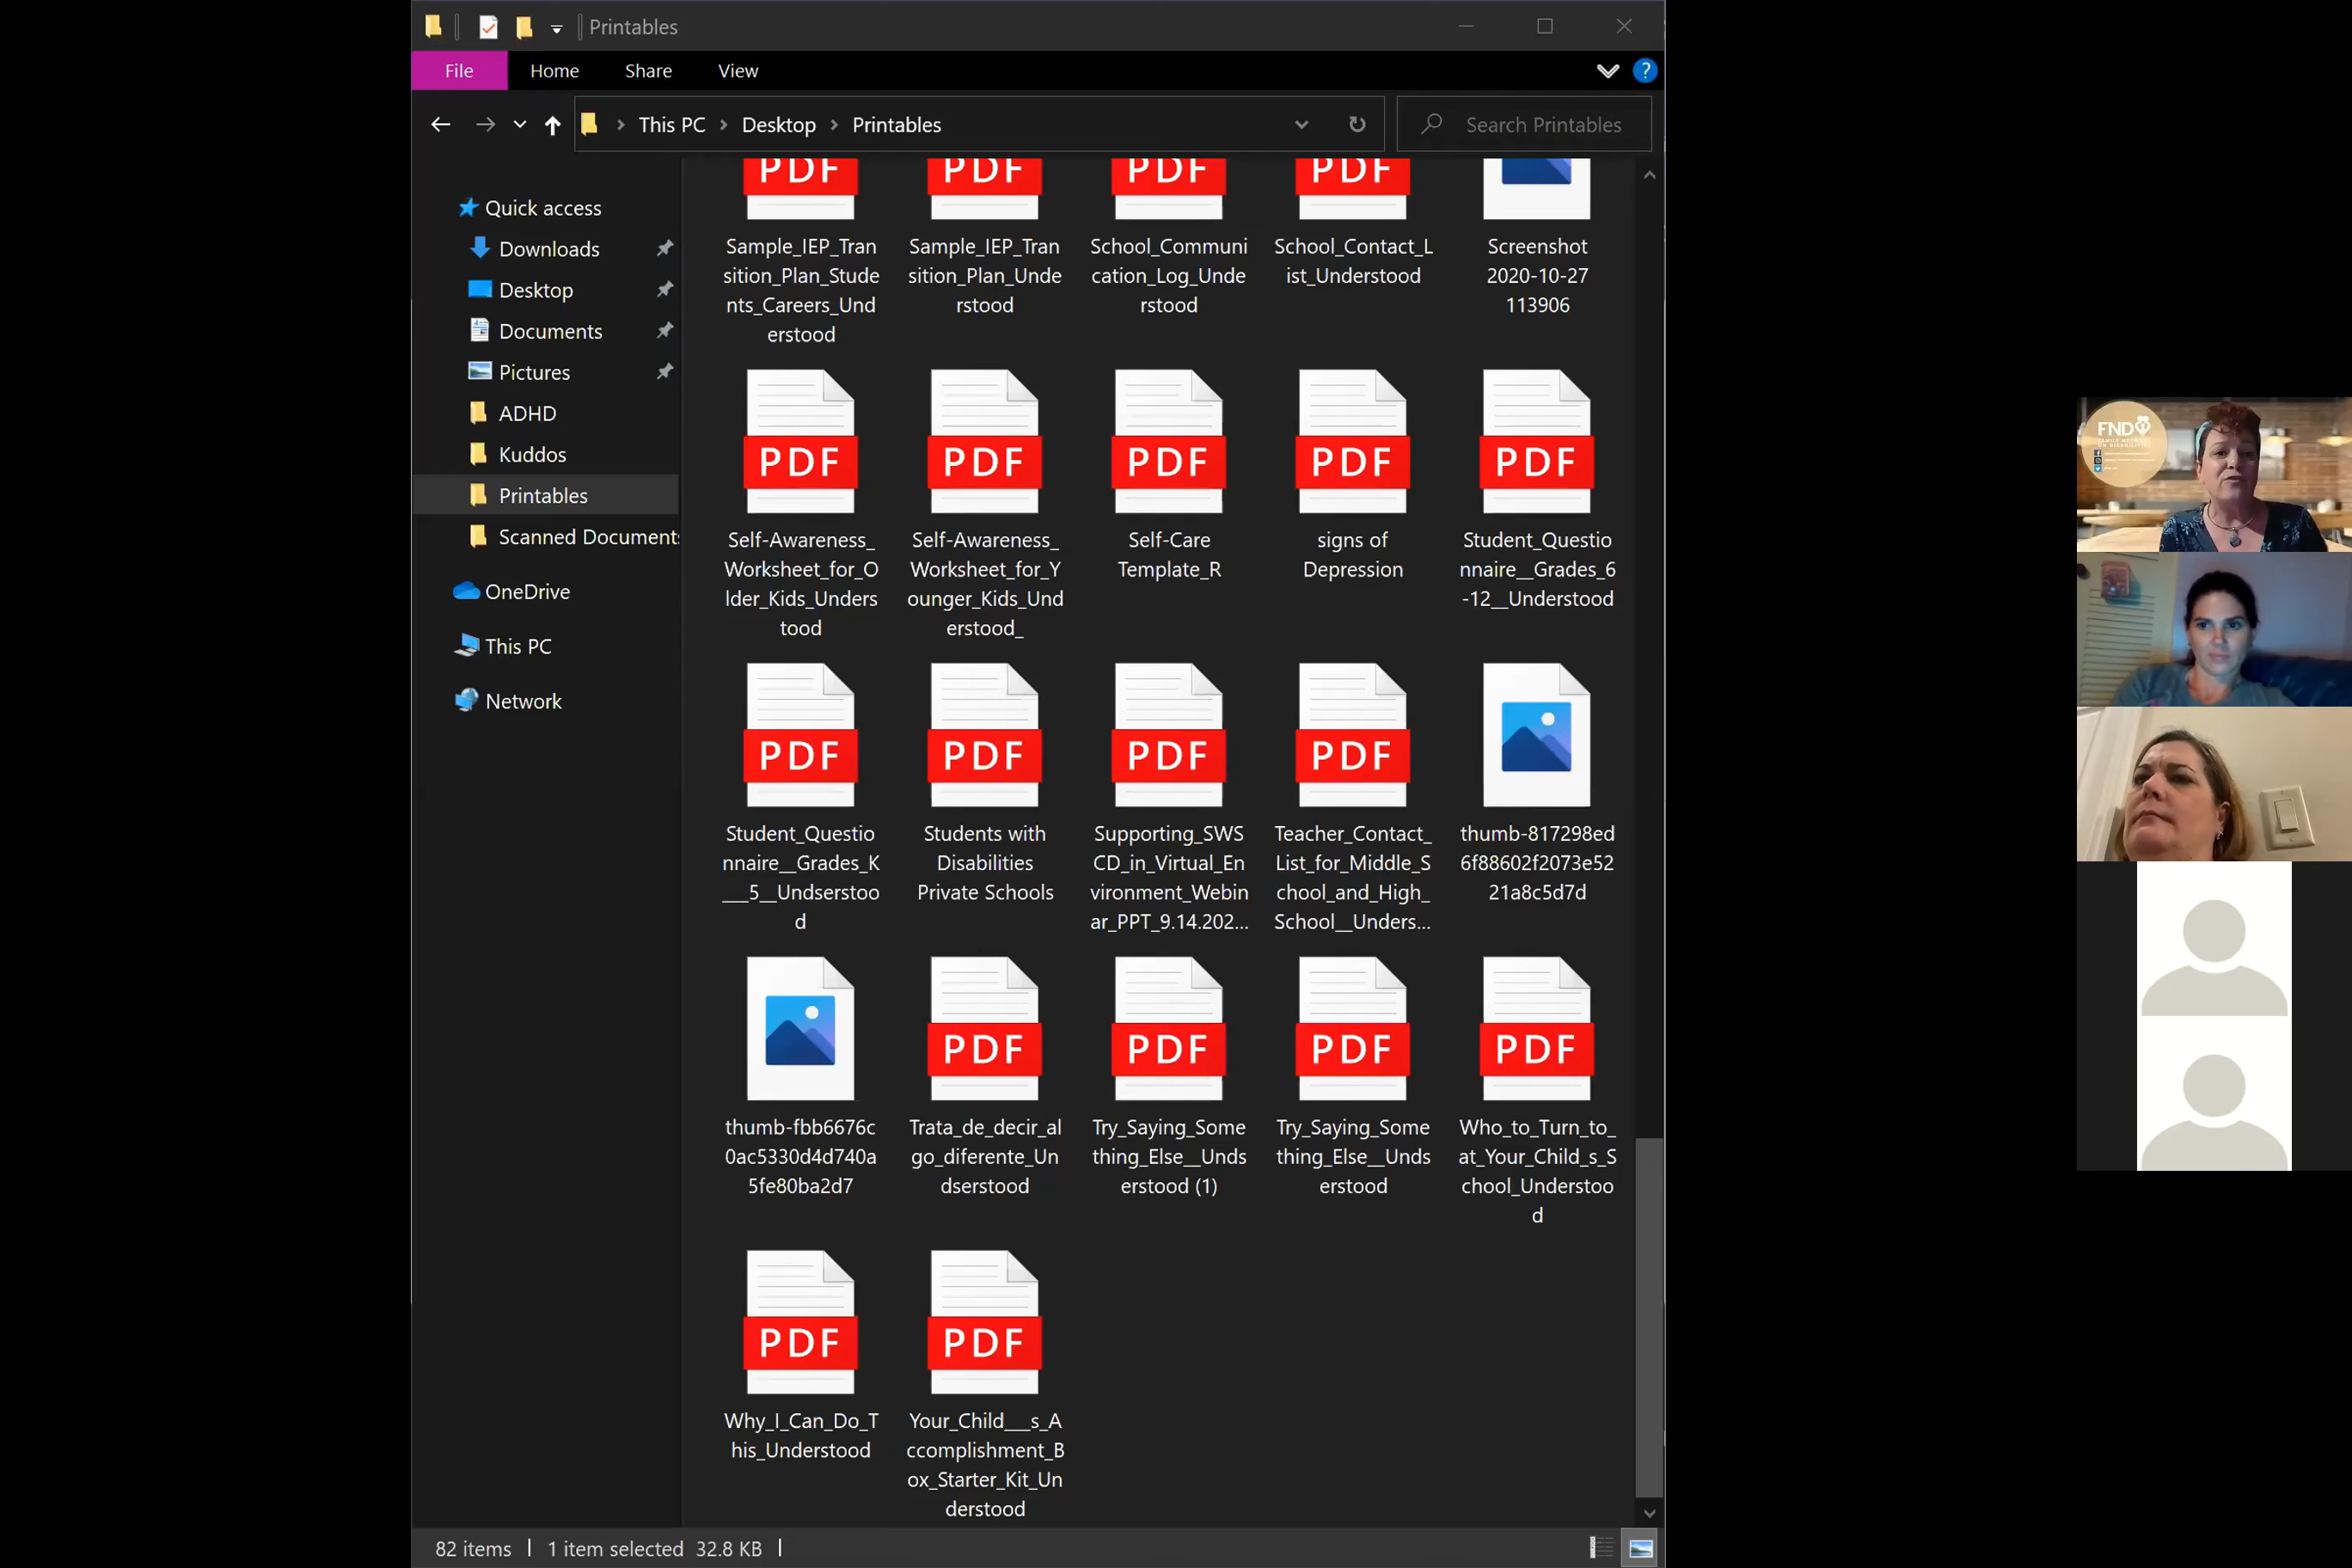 Printables
File Home Share View
This PC Desktop Printables
Search Printables
Quick access
Downloads
Desktop
Documents
Pictures
ADHD
Kuddos
Printables
Scanned Document
OneDrive
This PC
Network
PDF PDF PDF PDF
Sample_IEP_Tran
sition_Plan_Stude
nts_Careers_Und
erstood
Sample_IEP_Tran
sition_Plan_Unde
rstood
School_Communi
cation_Log_Unde
rstood
School_Contact_L
ist_Understood
Screenshot
2020-10-27
113906
PDF PDF PDF PDF PDF
Self-Awareness_
Worksheet_for_O
lder_Kids_Unders
tood
Self-Awareness_
Worksheet_for_Y
ounger_Kids_Und
erstood_
Self-Care
Template_R
signs of
Depression
Student_Questio
nnaire__Grades_6
-12__Understood
PDF PDF PDF PDF
Student_Questio
nnaire__Grades_K
___5__Undserstoo
d
Students with
Disabilities
Private Schools
Supporting_SWS
CD_in_Virtual_En
vironment_Webin
ar_PPT_9.14.202...
Teacher_Contact_
List_for_Middle_S
chool_and_High_
School__Unders...
thumb-817298ed
6f88602f2073e52
21a8c5d7d
PDF PDF PDF PDF
thumb-fbb6676c
0ac5330d4d740a
5fe80ba2d7
Trata_de_decir_al
go_diferente_Un
dserstood
Try_Saying_Some
thing_Else__Unds
erstood (1)
Try_Saying_Some
thing_Else__Unds
erstood
Who_to_Turn_to_
at_Your_Child_s_S
chool_Understoo
d
PDF PDF
Why_I_Can_Do_T
his_Understood
Your_Child___s_A
ccomplishment_B
ox_Starter_Kit_Un
derstood
82 items 1 item selected 32.8 KB
FND
FAMILY NETWORK
ON DISABILITIES